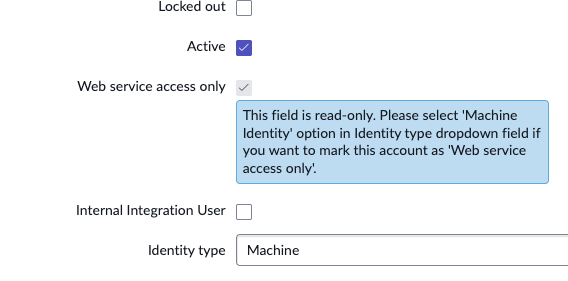 Locked out
Active
Web service access only
This field is read-only. Please select 'Machine
Identity' option in Identity type dropdown field if
you want to mark this account as 'Web service
access only'.
Internal Integration User
Identity type
Machine